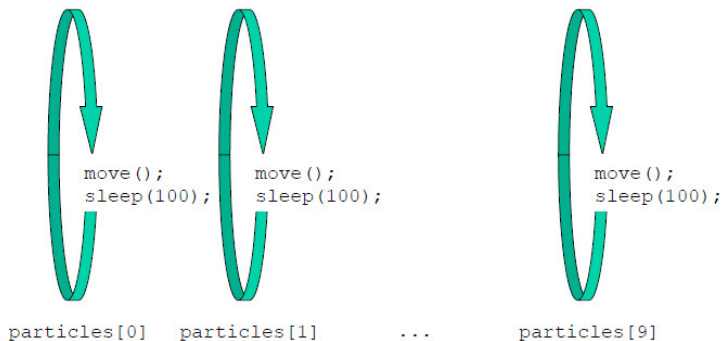 move(); move(); move();
sleep(100); sleep(100); sleep(100);
particles[0] particles[1] ... particles[9]